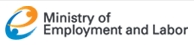 Ministry of
Employment and Labor